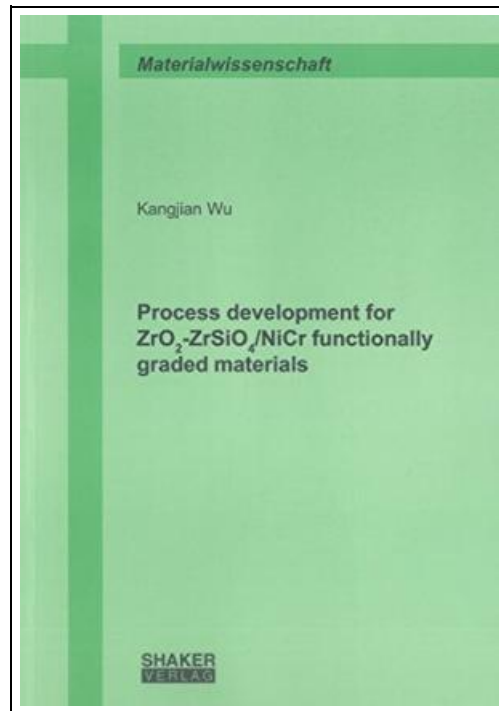 Materialwissenschaft
Kangjian Wu
Process development for
ZrO₂-ZrSiO₄/NiCr functionally
graded materials
SHAKER
VERLAG